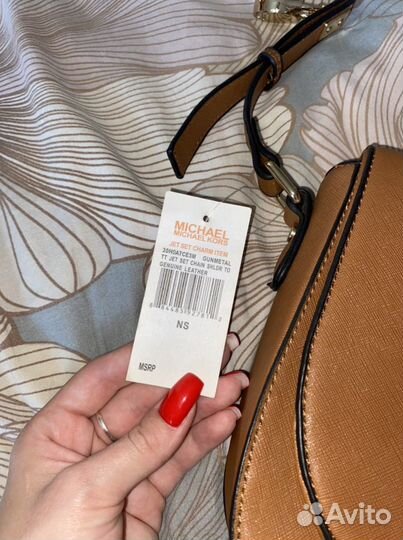 MICHAEL
MICHAEL KORS
JET SET CHARM ITEM
GUNMETAL
TT JET SET CHAIN SHLDR TO
GENUINE LEATHER
NS
MSRP
Avito